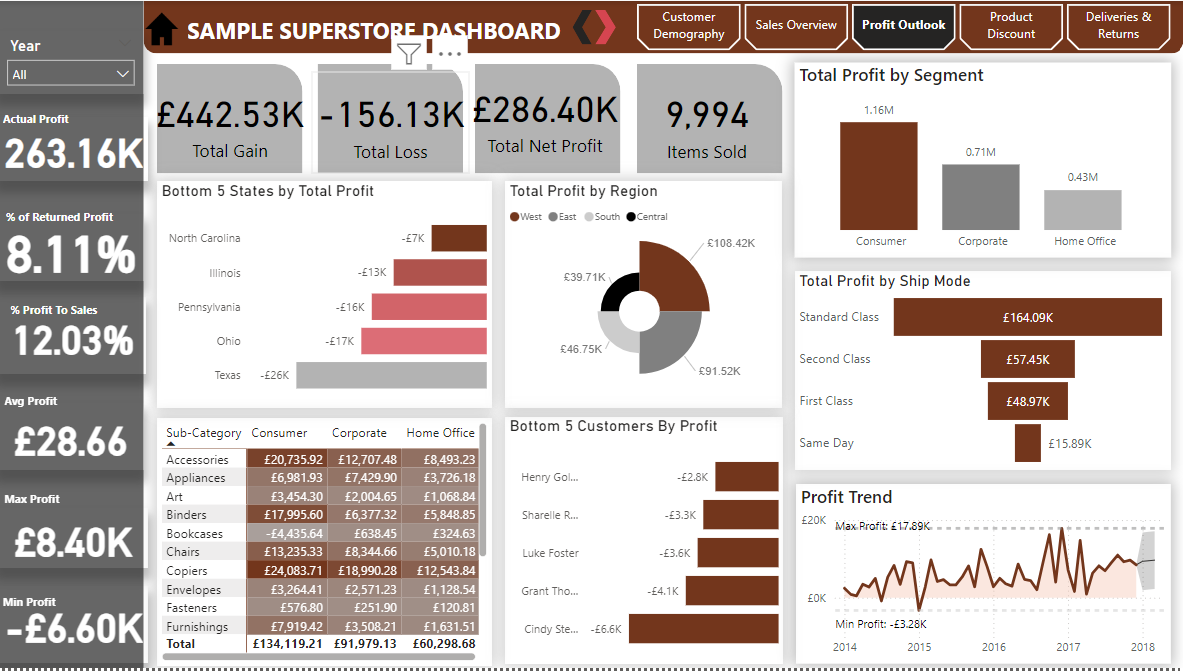 SAMPLE SUPERSTORE DASHBOARD
Customer
Demography
Sales Overview
Profit Outlook
Product
Discount
Deliveries &
Returns
Year
All
Actual Profit
263.16K
% of Returned Profit
8.11%
% Profit To Sales
12.03%
Avg Profit
£28.66
Max Profit
£8.40K
Min Profit
-£6.60K
£442.53K
Total Gain
-156.13K
Total Loss
£286.40K
Total Net Profit
9,994
Items Sold
Bottom 5 States by Total Profit
North Carolina -£7K
Illinois -£13K
Pennsylvania -£16K
Ohio -£17K
Texas -£26K
Total Profit by Region
West East South Central
£108.42K
£39.71K
£46.75K
£91.52K
Total Profit by Segment
1.16M
0.71M
0.43M
Consumer Corporate Home Office
Total Profit by Ship Mode
Standard Class £164.09K
Second Class £57.45K
First Class £48.97K
Same Day £15.89K
Sub-Category Consumer Corporate Home Office
Accessories £20,735.92 £12,707.48 £8,493.23
Appliances £6,981.93 £7,429.90 £3,726.18
Art £3,454.30 £2,004.65 £1,068.84
Binders £17,995.60 £6,377.32 £5,848.85
Bookcases -£4,435.64 £638.45 £324.63
Chairs £13,235.33 £8,344.66 £5,010.18
Copiers £24,083.71 £18,990.28 £12,543.84
Envelopes £3,264.41 £2,571.23 £1,128.54
Fasteners £576.80 £251.90 £120.81
Furnishings £7,919.42 £3,508.21 £1,631.51
Total £134,119.21 £91,979.13 £60,298.68
Bottom 5 Customers By Profit
Henry Gol... -£2.8K
Sharelle R... -£3.3K
Luke Foster -£3.6K
Grant Tho... -£4.1K
Cindy Ste... -£6.6K
Profit Trend
£20K
Max Profit: £17.89K
£0K
Min Profit: -£3.28K
2014 2015 2016 2017 2018